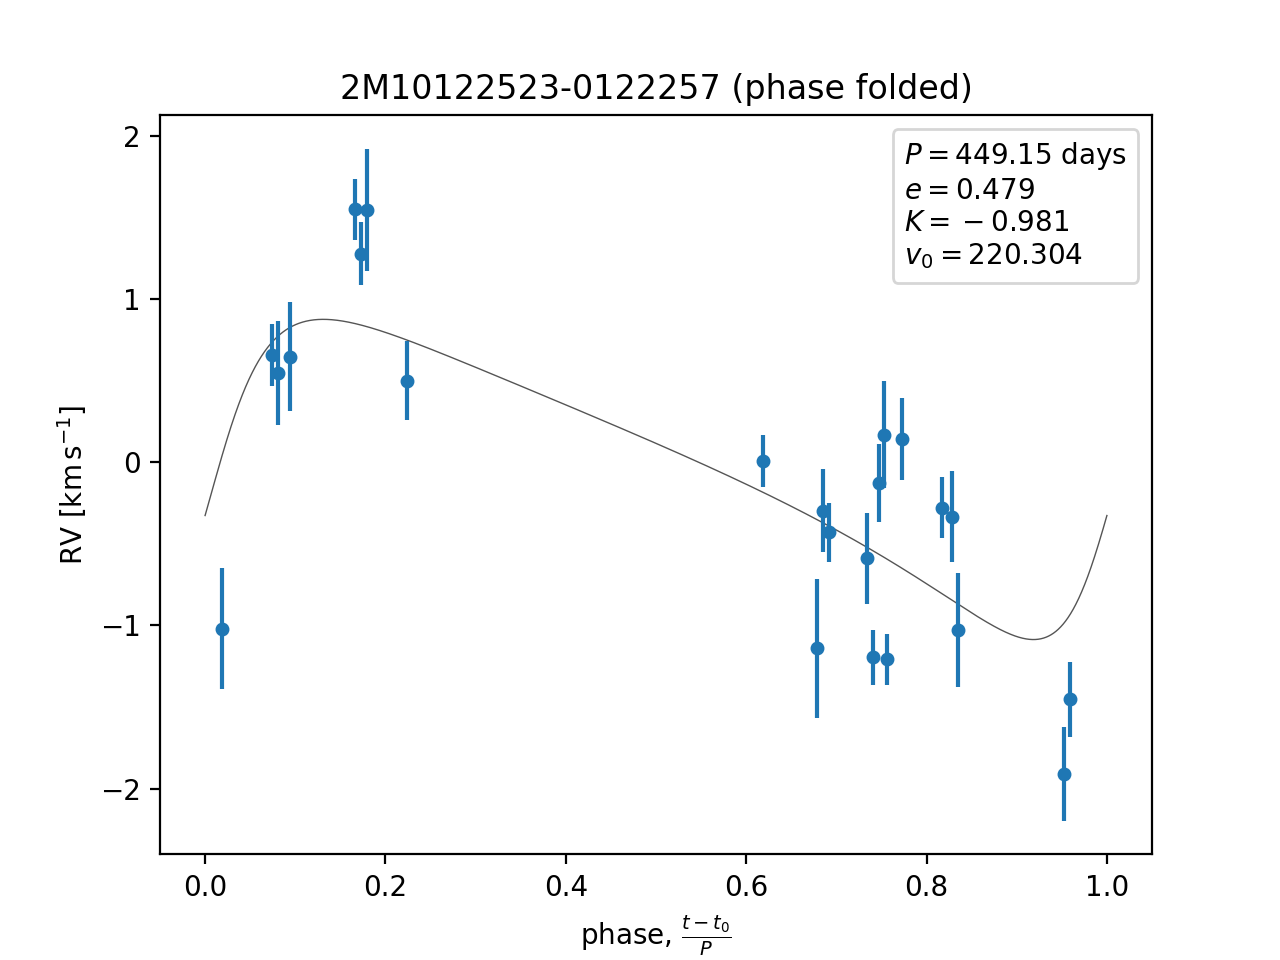 2M10122523-0122257 (phase folded)
P = 449.15 days
e = 0.479
K = −0.981
v₀ = 220.304
2
1
0
−1
−2
RV [km s⁻¹]
0.0 0.2 0.4 0.6 0.8 1.0
phase, (t − t₀)/P